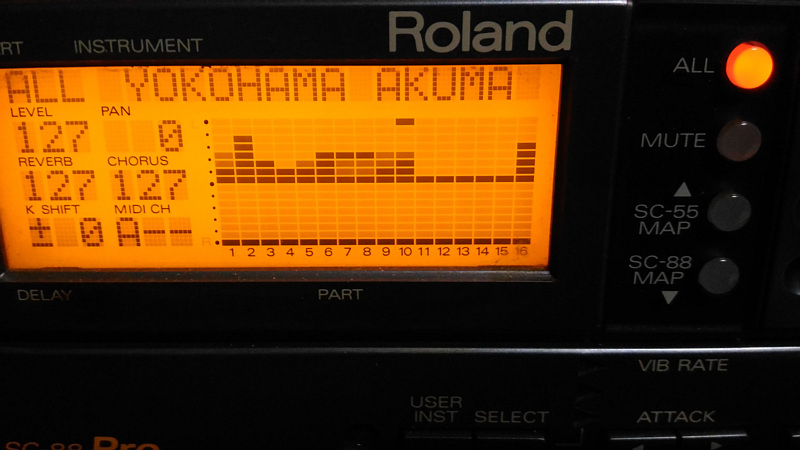 RT INSTRUMENT Roland
ALL YOKOHAMA AKUMA
LEVEL PAN
127 0
REVERB CHORUS
127 127
K SHIFT MIDI CH
± 0 A--
1 2 3 4 5 6 7 8 9 10 11 12 13 14 15 16
DELAY PART
ALL
MUTE
SC-55
MAP
SC-88
MAP
VIB RATE
USER
INST SELECT
ATTACK
SC-88 Pro